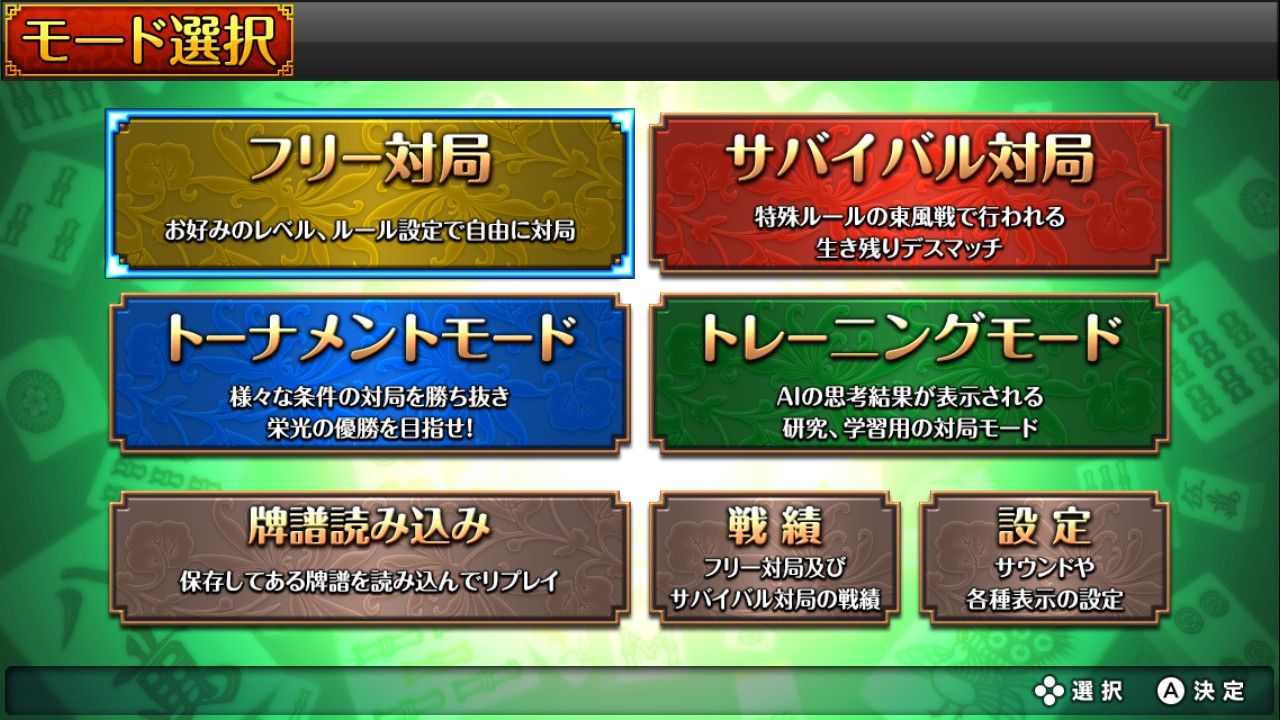 モード選択
フリー対局
お好みのレベル、ルール設定で自由に対局
サバイバル対局
特殊ルールの東風戦で行われる
生き残りデスマッチ
トーナメントモード
様々な条件の対局を勝ち抜き
栄光の優勝を目指せ!
トレーニングモード
AIの思考結果が表示される
研究、学習用の対局モード
牌譜読み込み
保存してある牌譜を読み込んでリプレイ
戦績
フリー対局及び
サバイバル対局の戦績
設定
サウンドや
各種表示の設定
選択 A 決定